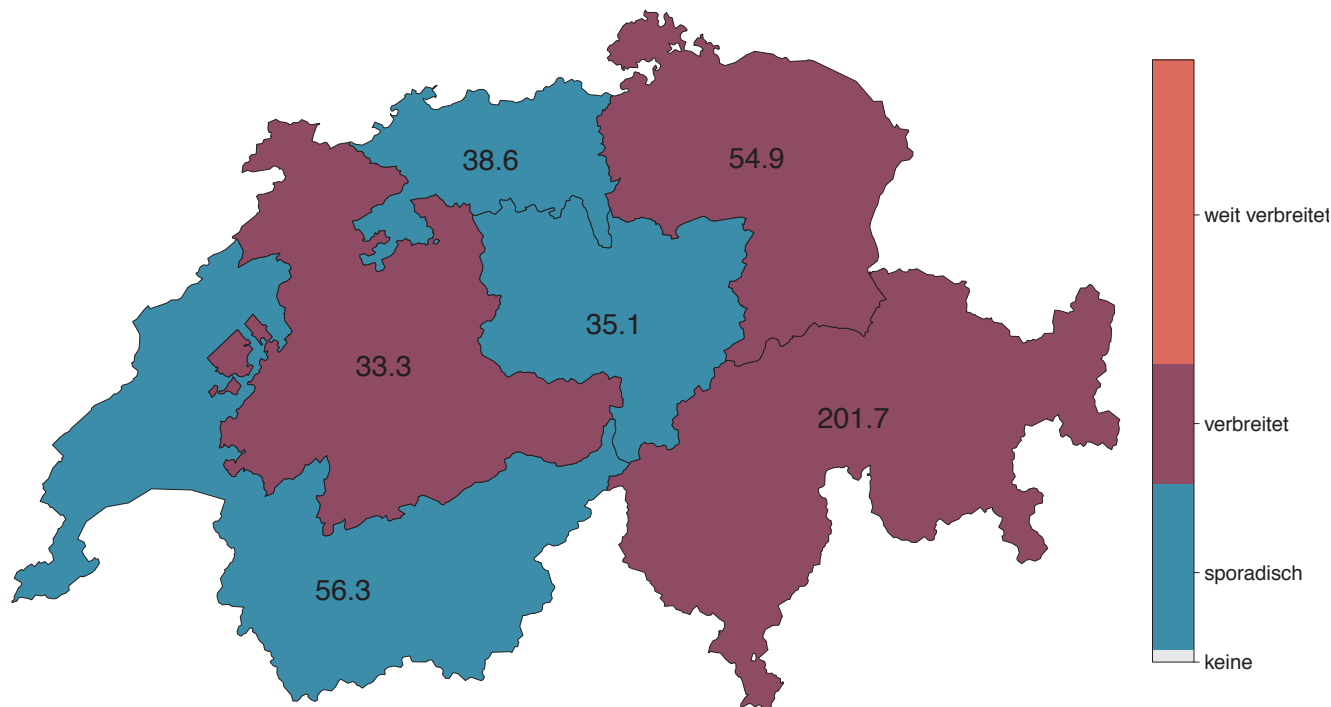 38.6
54.9
35.1
33.3
201.7
56.3
weit verbreitet
verbreitet
sporadisch
keine